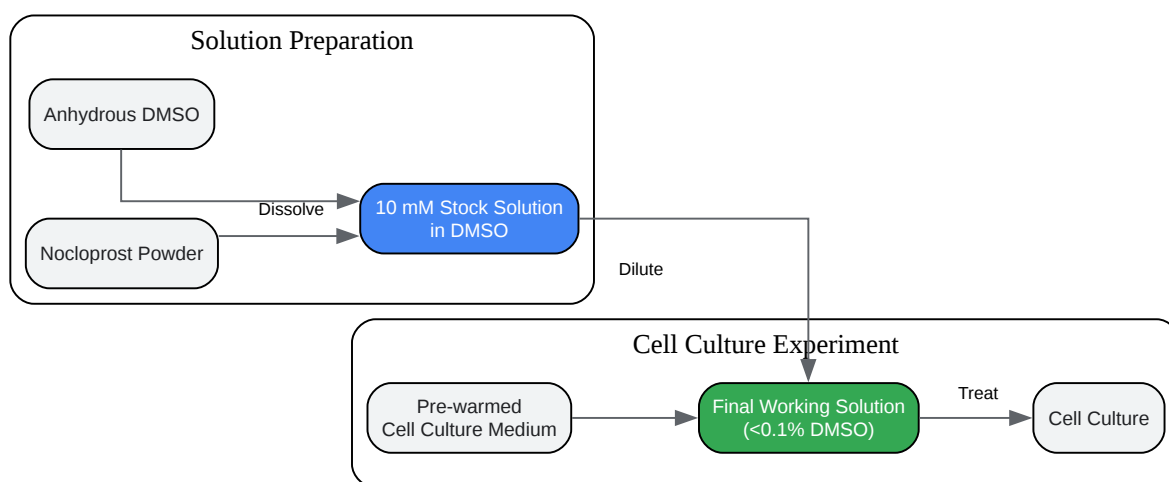 Solution Preparation
Anhydrous DMSO
Dissolve
Nocloprost Powder
10 mM Stock Solution
in DMSO
Dilute
Cell Culture Experiment
Pre-warmed
Cell Culture Medium
Final Working Solution
(<0.1% DMSO)
Treat
Cell Culture